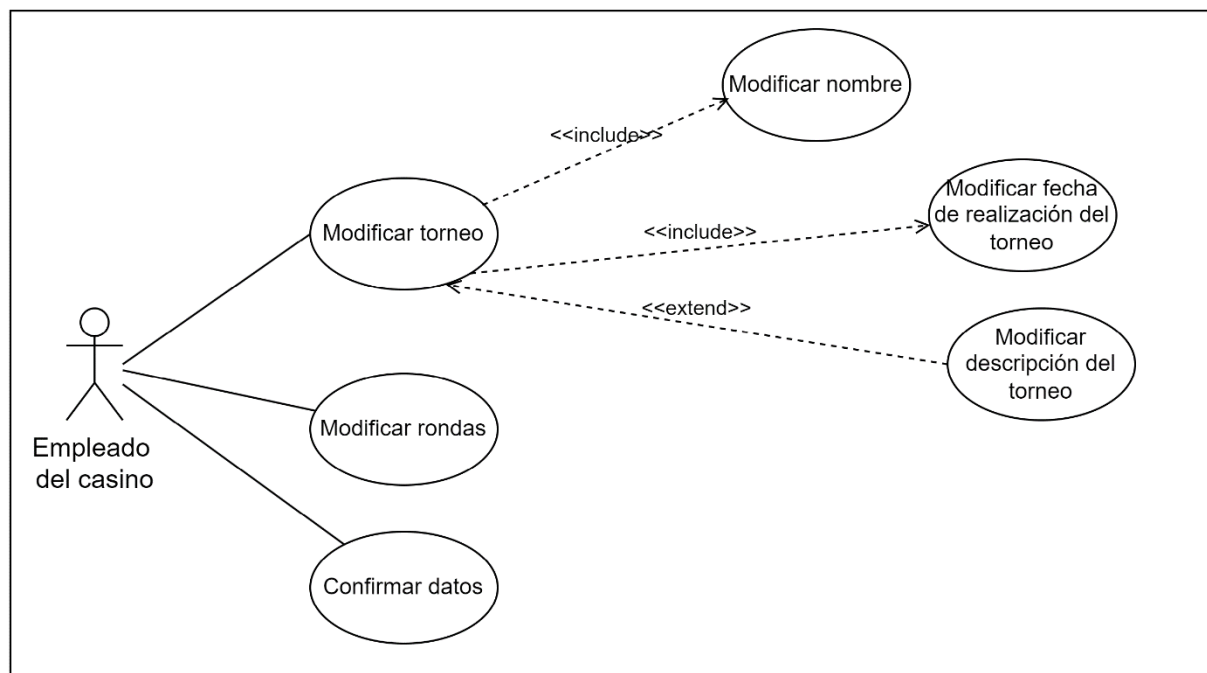 Modificar nombre
<<include>>
Modificar torneo
Modificar fecha
de realización del
torneo
<<include>>
<<extend>>
Modificar
descripción del
torneo
Modificar rondas
Empleado
del casino
Confirmar datos